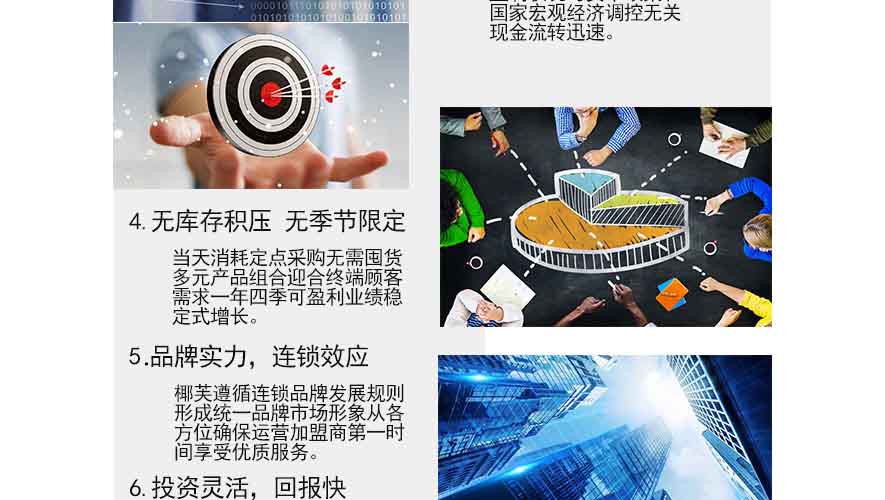 国家宏观经济调控无关
现金流转迅速。
4. 无库存积压 无季节限定
当天消耗定点采购无需囤货
多元产品组合迎合终端顾客
需求一年四季可盈利业绩稳
定式增长。
5.品牌实力，连锁效应
椰芙遵循连锁品牌发展规则
形成统一品牌市场形象从各
方位确保运营加盟商第一时
间享受优质服务。
6. 投资灵活，回报快